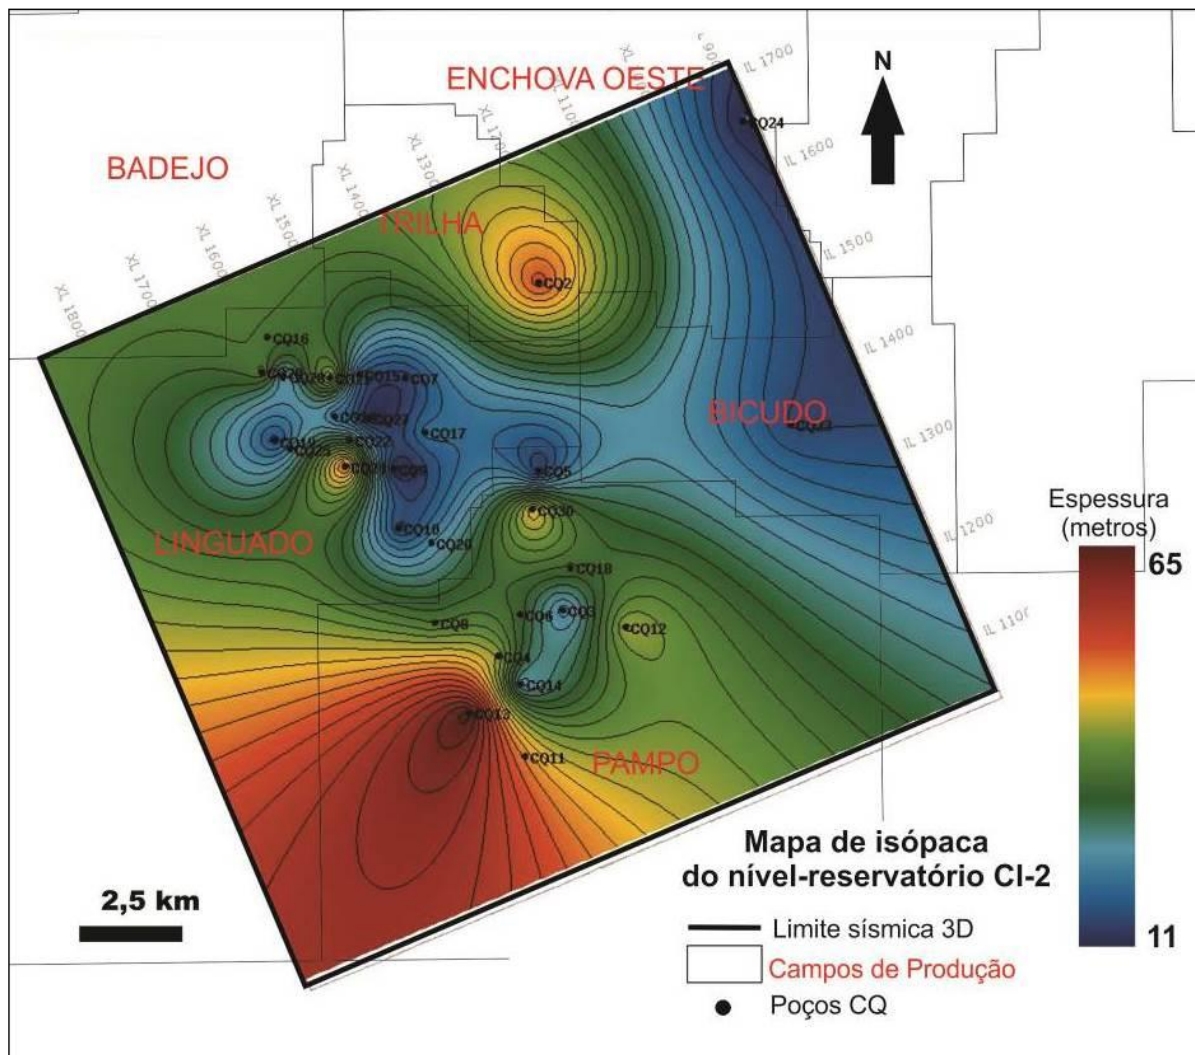 ENCHOVA OESTE
N
BADEJO
TRILHA
BICUDO
LINGUADO
PAMPO
IL 1700
IL 1600
IL 1500
IL 1400
IL 1300
IL 1200
XL 1100
XL 1300
XL 1400
XL 1500
XL 1600
XL 1700
XL 1800
CQ24
CQ2
CQ16
CQ15
CQ7
CQ27
CQ17
CQ22
CQ5
CQ30
CQ10
CQ20
CQ18
CQ6
CQ3
CQ8
CQ12
CQ4
CQ14
CQ13
CQ11
Espessura
(metros)
65
11
Mapa de isópaca
do nível-reservatório CI-2
Limite sísmica 3D
Campos de Produção
Poços CQ
2,5 km